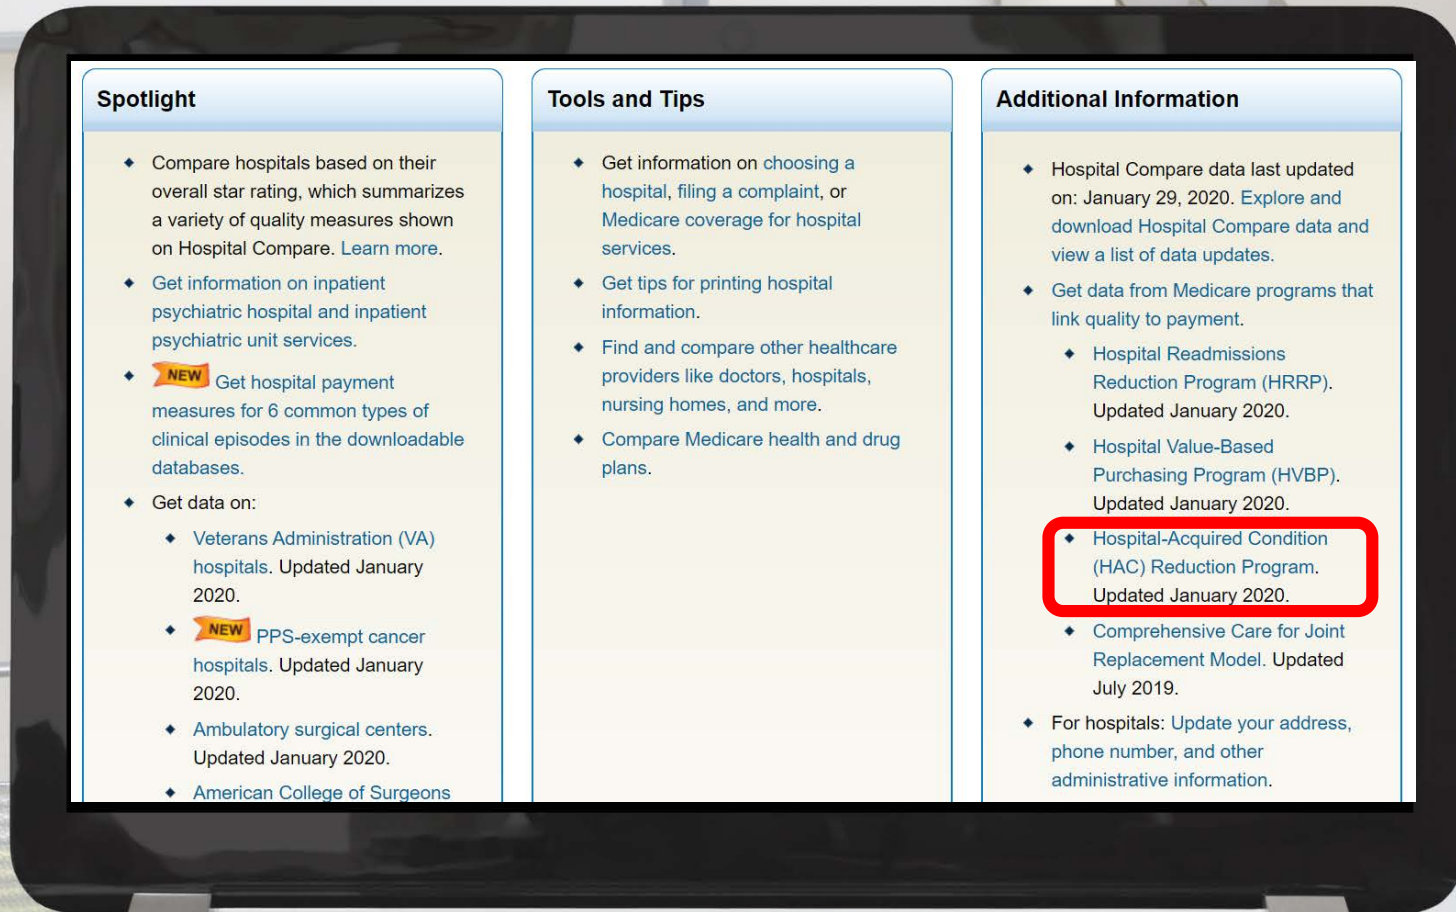 Spotlight
Compare hospitals based on their
overall star rating, which summarizes
a variety of quality measures shown
on Hospital Compare. Learn more.
Get information on inpatient
psychiatric hospital and inpatient
psychiatric unit services.
NEW Get hospital payment
measures for 6 common types of
clinical episodes in the downloadable
databases.
Get data on:
Veterans Administration (VA)
hospitals. Updated January
2020.
NEW PPS-exempt cancer
hospitals. Updated January
2020.
Ambulatory surgical centers.
Updated January 2020.
American College of Surgeons
Tools and Tips
Get information on choosing a
hospital, filing a complaint, or
Medicare coverage for hospital
services.
Get tips for printing hospital
information.
Find and compare other healthcare
providers like doctors, hospitals,
nursing homes, and more.
Compare Medicare health and drug
plans.
Additional Information
Hospital Compare data last updated
on: January 29, 2020. Explore and
download Hospital Compare data and
view a list of data updates.
Get data from Medicare programs that
link quality to payment.
Hospital Readmissions
Reduction Program (HRRP).
Updated January 2020.
Hospital Value-Based
Purchasing Program (HVBP).
Updated January 2020.
Hospital-Acquired Condition
(HAC) Reduction Program.
Updated January 2020.
Comprehensive Care for Joint
Replacement Model. Updated
July 2019.
For hospitals: Update your address,
phone number, and other
administrative information.